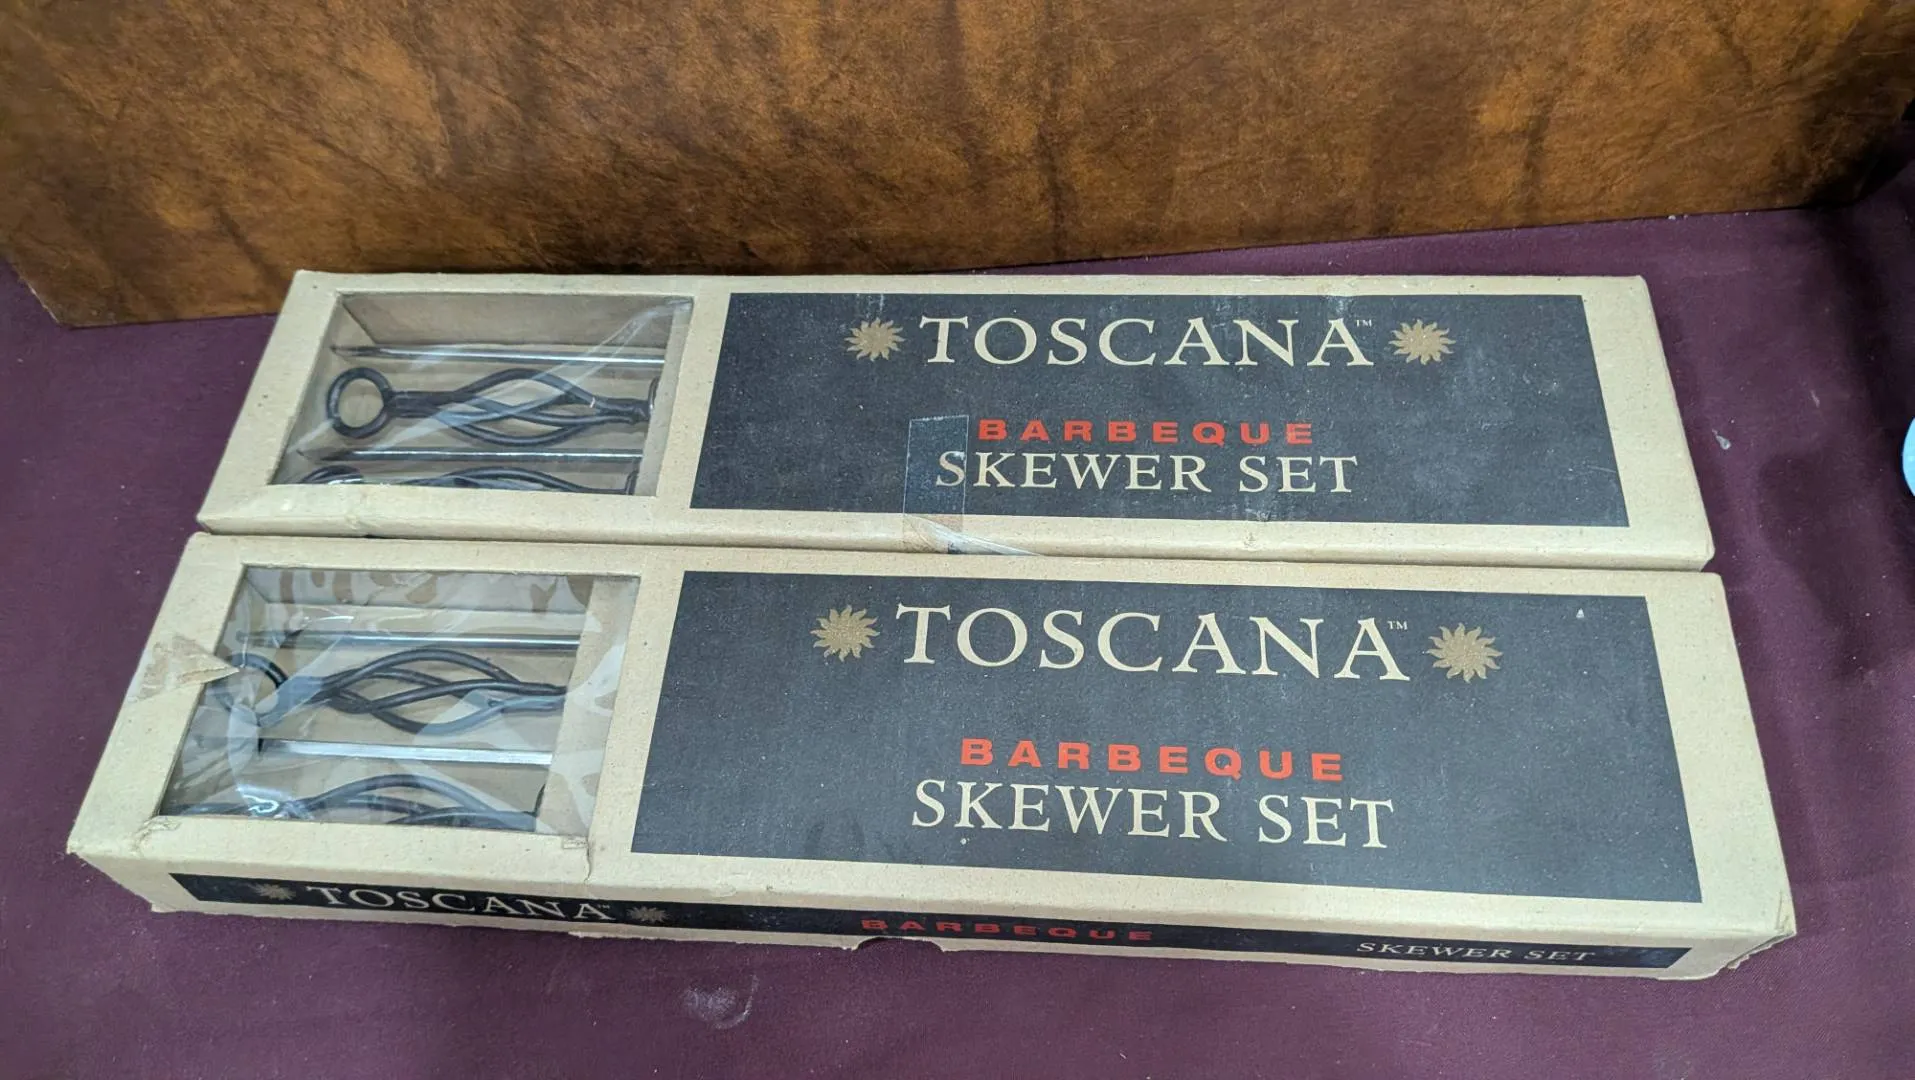 TOSCANA™
BARBEQUE
SKEWER SET
TOSCANA™
BARBEQUE
SKEWER SET
TOSCANA™ BARBEQUE SKEWER SET